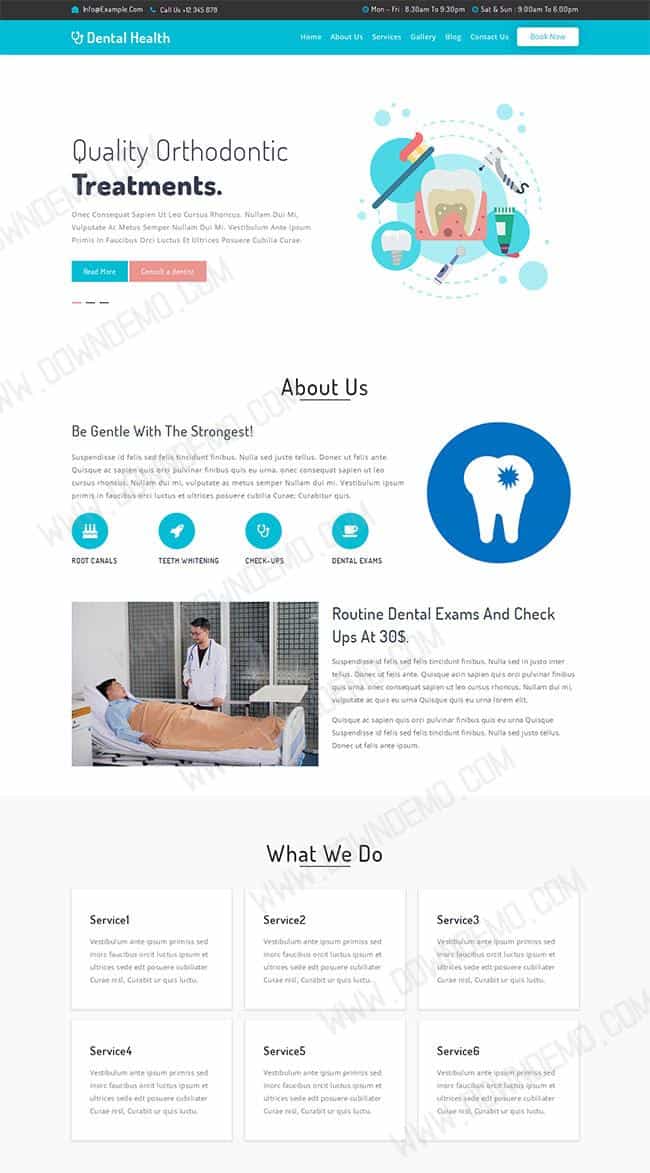 Info@Example.Com Call Us +12 345 678 Mon - Fri : 8:30am To 9:30pm Sat & Sun : 9:00am To 6:00pm
Dental Health Home About Us Services Gallery Blog Contact Us Book Now
Quality Orthodontic
Treatments.
Onec Consequat Sapien Ut Leo Cursus Rhoncus. Nullam Dui Mi,
Vulputate Ac Metus Semper Nullam Dui Mi. Vestibulum Ante Ipsum
Primis In Faucibus Orci Luctus Et Ultrices Posuere Cubilia Curae.
Read More Consult a dentist
About Us
Be Gentle With The Strongest!
Suspendisse id felis sed felis tincidunt finibus. Nulla sed justo tellus. Donec ut felis ante.
Quisque ac sapien quis orci pulvinar finibus quis eu urna. onec consequat sapien ut leo
cursus rhoncus. Nullam dui mi, vulputate ac metus semper Nullam dui mi. Vestibulum ipsum
primis in faucibus orci luctus et ultrices posuere cubilia Curae; Curabitur quis.
ROOT CANALS TEETH WHITENING CHECK-UPS DENTAL EXAMS
Routine Dental Exams And Check
Ups At 30$.
Suspendisse id felis sed felis tincidunt finibus. Nulla sed in justo inter
tellus. Donec ut felis ante. Quisque acin sapien quis orci pulvinar finibus
quis urna. onec consequat sapien ut leo cursus rhoncus. Nullam dui mi,
vulputate ac quis eu urna Quisque quis eu urna lorem elit.
Quisque ac sapien quis orci pulvinar finibus quis eu urna Quisque
Suspendisse id felis sed felis tincidunt finibus. Nulla sed justo tellus.
Donec ut felis ante ipsum.
What We Do
Service1 Service2 Service3
Vestibulum ante ipsum primiss sed Vestibulum ante ipsum primiss sed Vestibulum ante ipsum primiss sed
faucibus orcit luctus ipsum et inorc faucibus orcit luctus ipsum et faucibus orcit luctus ipsum et
ultrices sede edt posuere cubiliater ultrices sed edt posuere cubiliater ultrices sed edt posuere cubiliater
Curae nisl, Curabit ur quis luctu. Curae nisl, Curabit ur quis luctu. Curae nisl, Curabit ur quis luctu.
Service4 Service5 Service6
Vestibulum ante ipsum primiss sed Vestibulum ante ipsum primiss sed Vestibulum ante ipsum primiss sed
faucibus orcit luctus ipsum et faucibus orcit luctus ipsum et faucibus orcit luctus ipsum et
ultrices sed edt posuere cubiliater ultrices sed edt posuere cubiliater ultrices sed edt posuere cubiliater
Curae nisl, Curabit ur quis luctu. Curae nisl, Curabit ur quis luctu. Curae nisl, Curabit ur quis luctu.
WWW.DOWNDEMO.COM